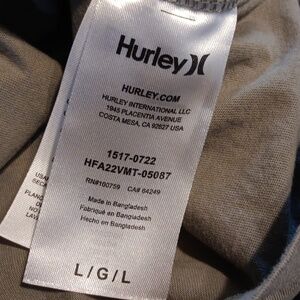 Hurley
HURLEY.COM
HURLEY INTERNATIONAL LLC
1945 PLACENTIA AVENUE
COSTA MESA, CA 92627 USA
1517-0722
HFA22VMT-05087
RN#100759 CA# 64249
Made in Bangladesh
Fabriqué en Bangladesh
Hecho en Bangladesh
L/G/L